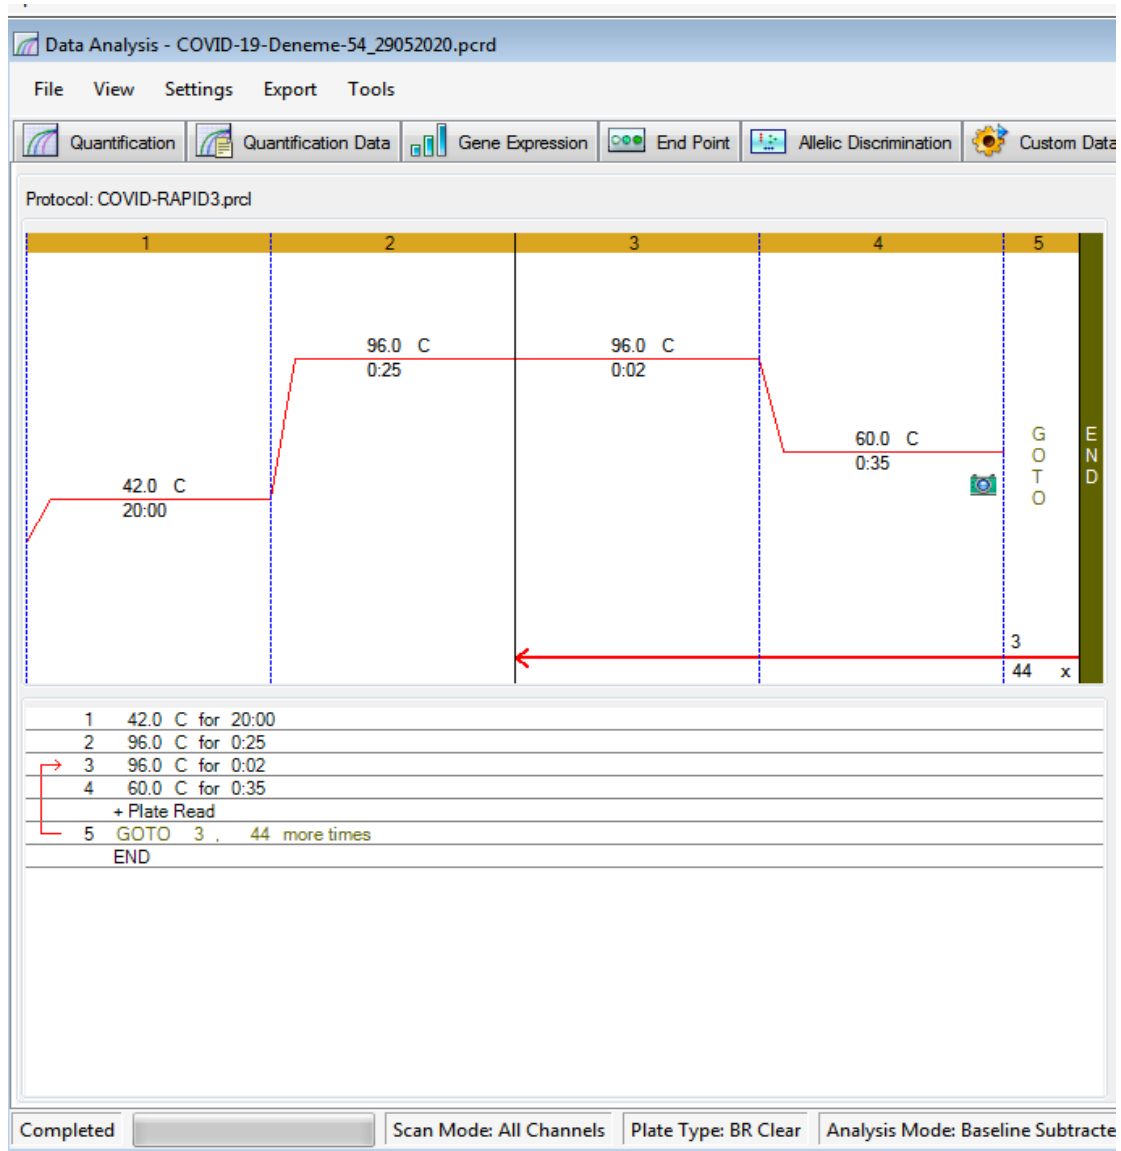 Data Analysis - COVID-19-Deneme-54_29052020.pcrd
File View Settings Export Tools
Quantification Quantification Data Gene Expression End Point Allelic Discrimination Custom Data
Protocol: COVID-RAPID3.prcl
1 2 3 4 5
96.0 C 96.0 C
0:25 0:02
60.0 C
0:35
42.0 C
20:00
GOTO
END
3
44 x
1 42.0 C for 20:00
2 96.0 C for 0:25
3 96.0 C for 0:02
4 60.0 C for 0:35
+ Plate Read
5 GOTO 3 , 44 more times
END
Completed Scan Mode: All Channels Plate Type: BR Clear Analysis Mode: Baseline Subtracte